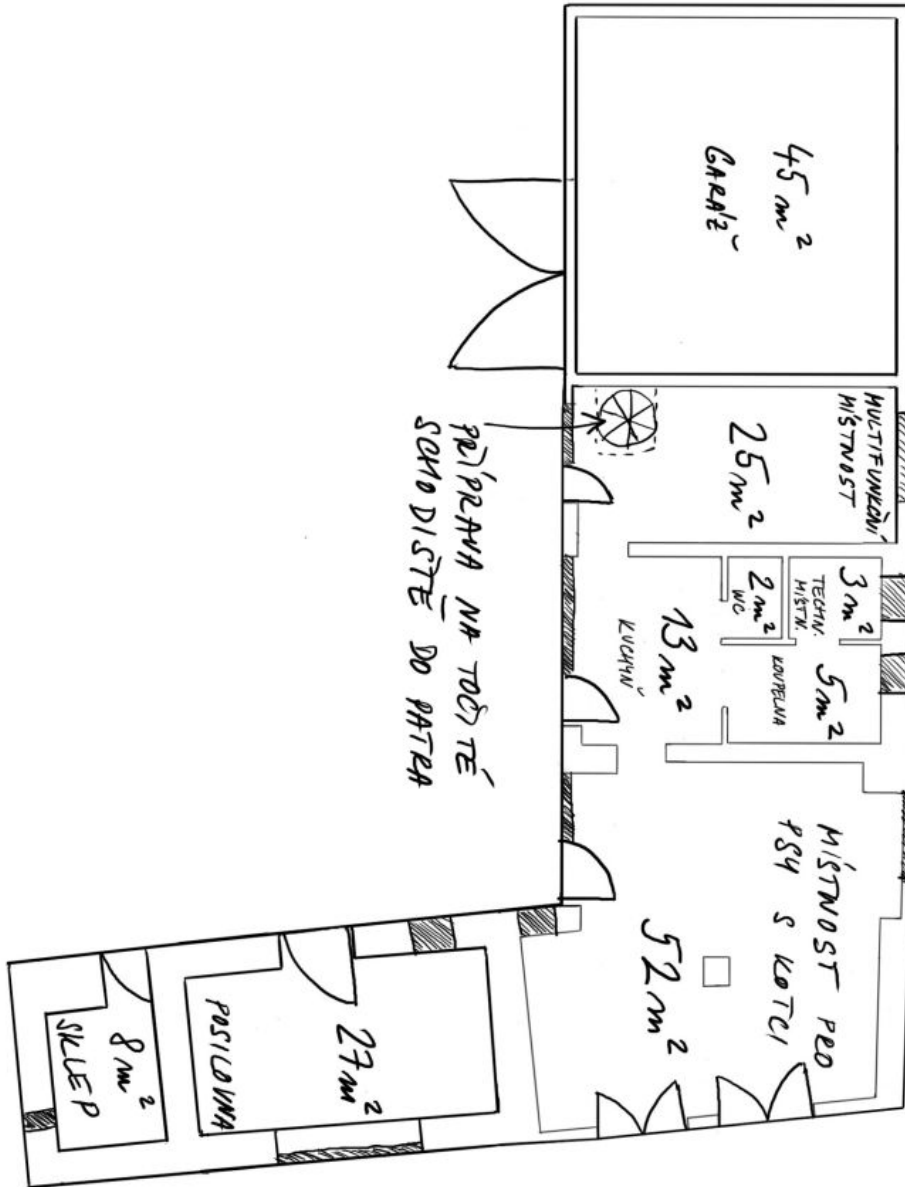 45 m²
GARÁŽ
MULTIFUNKČNÍ
MÍSTNOST
25 m²
PŘÍPRAVA NA TOČITÉ
SCHODIŠTĚ DO PATRA
3 m²
TECHN.
MÍSTN.
2 m²
WC
13 m²
KUCHYŇ
5 m²
KOUPELNA
MÍSTNOST PRO
PSY S KOTCI
52 m²
27 m²
POSILOVNA
8 m²
SKLEP